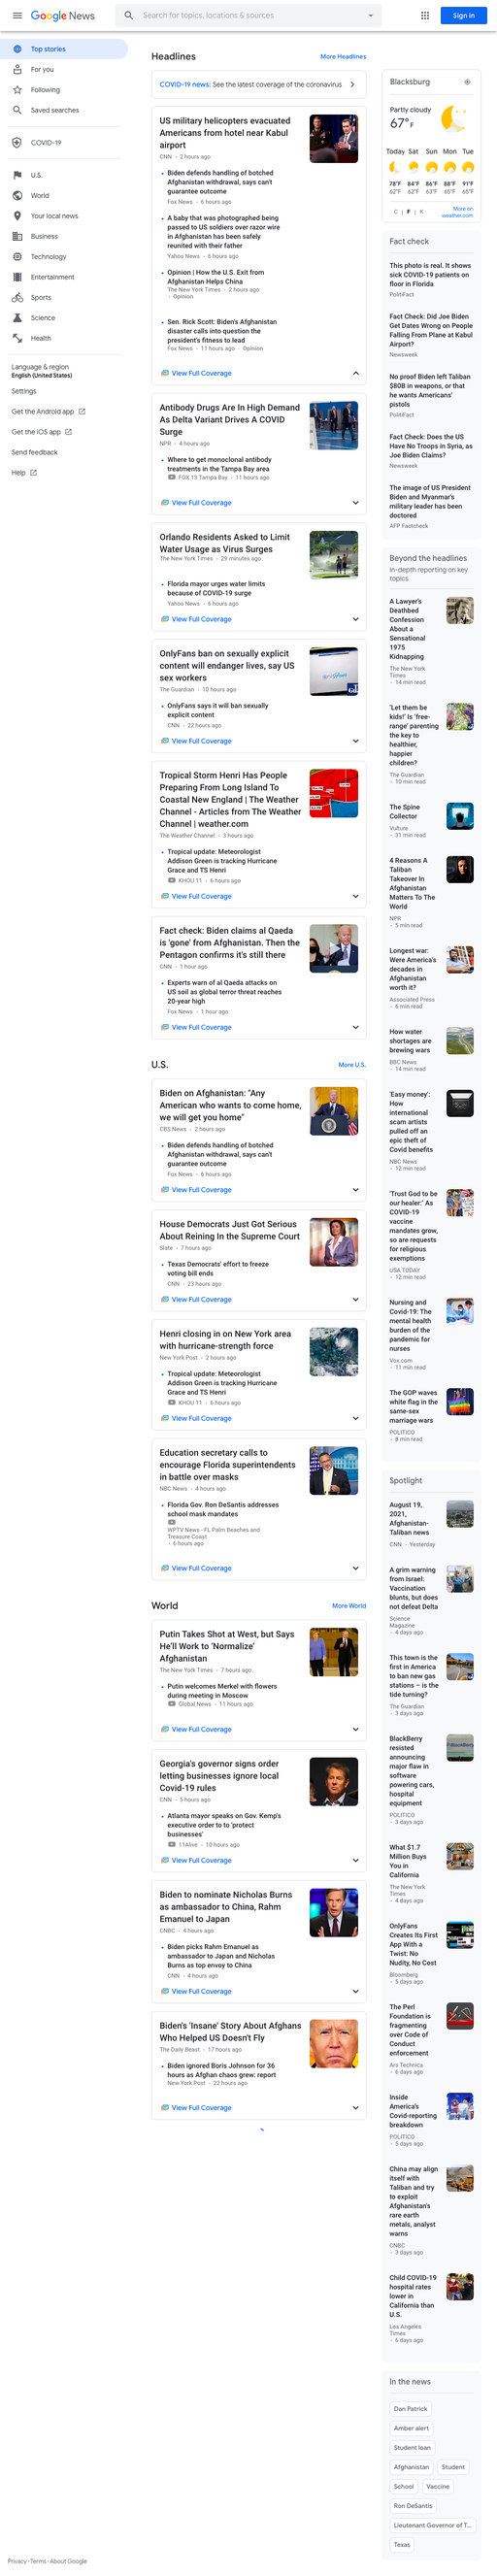 Google News
Search for topics, locations & sources
Sign in
Top stories
For you
Following
Saved searches
COVID-19
U.S.
World
Your local news
Business
Technology
Entertainment
Sports
Science
Health
Language & region
English (United States)
Settings
Get the Android app
Get the iOS app
Send feedback
Help
Headlines
More Headlines
COVID-19 news: See the latest coverage of the coronavirus
US military helicopters evacuated
Americans from hotel near Kabul
airport
CNN · 2 hours ago
Biden defends handling of botched
Afghanistan withdrawal, says can't
guarantee outcome
Fox News · 6 hours ago
A baby that was photographed being
passed to US soldiers over razor wire
in Afghanistan has been safely
reunited with their father
Yahoo News · 6 hours ago
Opinion | How the U.S. Exit from
Afghanistan Helps China
The New York Times · 2 hours ago
· Opinion
Sen. Rick Scott: Biden's Afghanistan
disaster calls into question the
president's fitness to lead
Fox News · 11 hours ago · Opinion
View Full Coverage
Antibody Drugs Are In High Demand
As Delta Variant Drives A COVID
Surge
NPR · 4 hours ago
Where to get monoclonal antibody
treatments in the Tampa Bay area
FOX 13 Tampa Bay · 11 hours ago
View Full Coverage
Orlando Residents Asked to Limit
Water Usage as Virus Surges
The New York Times · 29 minutes ago
Florida mayor urges water limits
because of COVID-19 surge
Yahoo News · 6 hours ago
View Full Coverage
OnlyFans ban on sexually explicit
content will endanger lives, say US
sex workers
The Guardian · 10 hours ago
OnlyFans says it will ban sexually
explicit content
CNN · 22 hours ago
View Full Coverage
Tropical Storm Henri Has People
Preparing From Long Island To
Coastal New England | The Weather
Channel - Articles from The Weather
Channel | weather.com
The Weather Channel · 3 hours ago
Tropical update: Meteorologist
Addison Green is tracking Hurricane
Grace and TS Henri
KHOU 11 · 6 hours ago
View Full Coverage
Fact check: Biden claims al Qaeda
is 'gone' from Afghanistan. Then the
Pentagon confirms it's still there
CNN · 1 hour ago
Experts warn of al Qaeda attacks on
US soil as global terror threat reaches
20-year high
Fox News · 1 hour ago
View Full Coverage
U.S.
More U.S.
Biden on Afghanistan: "Any
American who wants to come home,
we will get you home"
CBS News · 2 hours ago
Biden defends handling of botched
Afghanistan withdrawal, says can't
guarantee outcome
Fox News · 6 hours ago
View Full Coverage
House Democrats Just Got Serious
About Reining In the Supreme Court
Slate · 7 hours ago
Texas Democrats' effort to freeze
voting bill ends
CNN · 23 hours ago
View Full Coverage
Henri closing in on New York area
with hurricane-strength force
New York Post · 2 hours ago
Tropical update: Meteorologist
Addison Green is tracking Hurricane
Grace and TS Henri
KHOU 11 · 6 hours ago
View Full Coverage
Education secretary calls to
encourage Florida superintendents
in battle over masks
NBC News · 4 hours ago
Florida Gov. Ron DeSantis addresses
school mask mandates
WPTV News - FL Palm Beaches and
Treasure Coast
· 6 hours ago
View Full Coverage
World
More World
Putin Takes Shot at West, but Says
He'll Work to 'Normalize'
Afghanistan
The New York Times · 7 hours ago
Putin welcomes Merkel with flowers
during meeting in Moscow
Global News · 11 hours ago
View Full Coverage
Georgia's governor signs order
letting businesses ignore local
Covid-19 rules
CNN · 5 hours ago
Atlanta mayor speaks on Gov. Kemp's
executive order to to 'protect
businesses'
11Alive · 10 hours ago
View Full Coverage
Biden to nominate Nicholas Burns
as ambassador to China, Rahm
Emanuel to Japan
CNBC · 4 hours ago
Biden picks Rahm Emanuel as
ambassador to Japan and Nicholas
Burns as top envoy to China
CNN · 4 hours ago
View Full Coverage
Biden's 'Insane' Story About Afghans
Who Helped US Doesn't Fly
The Daily Beast · 17 hours ago
Biden ignored Boris Johnson for 36
hours as Afghan chaos grew: report
New York Post · 22 hours ago
View Full Coverage
Blacksburg
Partly cloudy
67° F
Today Sat Sun Mon Tue
78°F 84°F 86°F 88°F 91°F
62°F 62°F 63°F 65°F 65°F
C | F | K
More on
weather.com
Fact check
This photo is real. It shows
sick COVID-19 patients on
floor in Florida
PolitiFact
Fact Check: Did Joe Biden
Get Dates Wrong on People
Falling From Plane at Kabul
Airport?
Newsweek
No proof Biden left Taliban
$80B in weapons, or that
he wants Americans'
pistols
PolitiFact
Fact Check: Does the US
Have No Troops in Syria, as
Joe Biden Claims?
Newsweek
The image of US President
Biden and Myanmar's
military leader has been
doctored
AFP Factcheck
Beyond the headlines
In-depth reporting on key
topics
A Lawyer's
Deathbed
Confession
About a
Sensational
1975
Kidnapping
The New York
Times
· 14 min read
'Let them be
kids!' Is 'free-
range' parenting
the key to
healthier,
happier
children?
The Guardian
· 10 min read
The Spine
Collector
Vulture
· 31 min read
4 Reasons A
Taliban
Takeover In
Afghanistan
Matters To The
World
NPR
· 5 min read
Longest war:
Were America's
decades in
Afghanistan
worth it?
Associated Press
· 6 min read
How water
shortages are
brewing wars
BBC News
· 14 min read
'Easy money':
How
international
scam artists
pulled off an
epic theft of
Covid benefits
NBC News
· 12 min read
'Trust God to be
our healer:' As
COVID-19
vaccine
mandates grow,
so are requests
for religious
exemptions
USA TODAY
· 12 min read
Nursing and
Covid-19: The
mental health
burden of the
pandemic for
nurses
Vox.com
· 11 min read
The GOP waves
white flag in the
same-sex
marriage wars
POLITICO
· 8 min read
Spotlight
August 19,
2021,
Afghanistan-
Taliban news
CNN · Yesterday
A grim warning
from Israel:
Vaccination
blunts, but does
not defeat Delta
Science
Magazine
· 4 days ago
This town is the
first in America
to ban new gas
stations – is the
tide turning?
The Guardian
· 3 days ago
BlackBerry
resisted
announcing
major flaw in
software
powering cars,
hospital
equipment
POLITICO
· 3 days ago
What $1.7
Million Buys
You in
California
The New York
Times
· 4 days ago
OnlyFans
Creates Its First
App With a
Twist: No
Nudity, No Cost
Bloomberg
· 5 days ago
The Perl
Foundation is
fragmenting
over Code of
Conduct
enforcement
Ars Technica
· 6 days ago
Inside
America's
Covid-reporting
breakdown
POLITICO
· 5 days ago
China may align
itself with
Taliban and try
to exploit
Afghanistan's
rare earth
metals, analyst
warns
CNBC
· 3 days ago
Child COVID-19
hospital rates
lower in
California than
U.S.
Los Angeles
Times
· 6 days ago
In the news
Dan Patrick
Amber alert
Student loan
Afghanistan
Student
School
Vaccine
Ron DeSantis
Lieutenant Governor of T...
Texas
Privacy · Terms · About Google